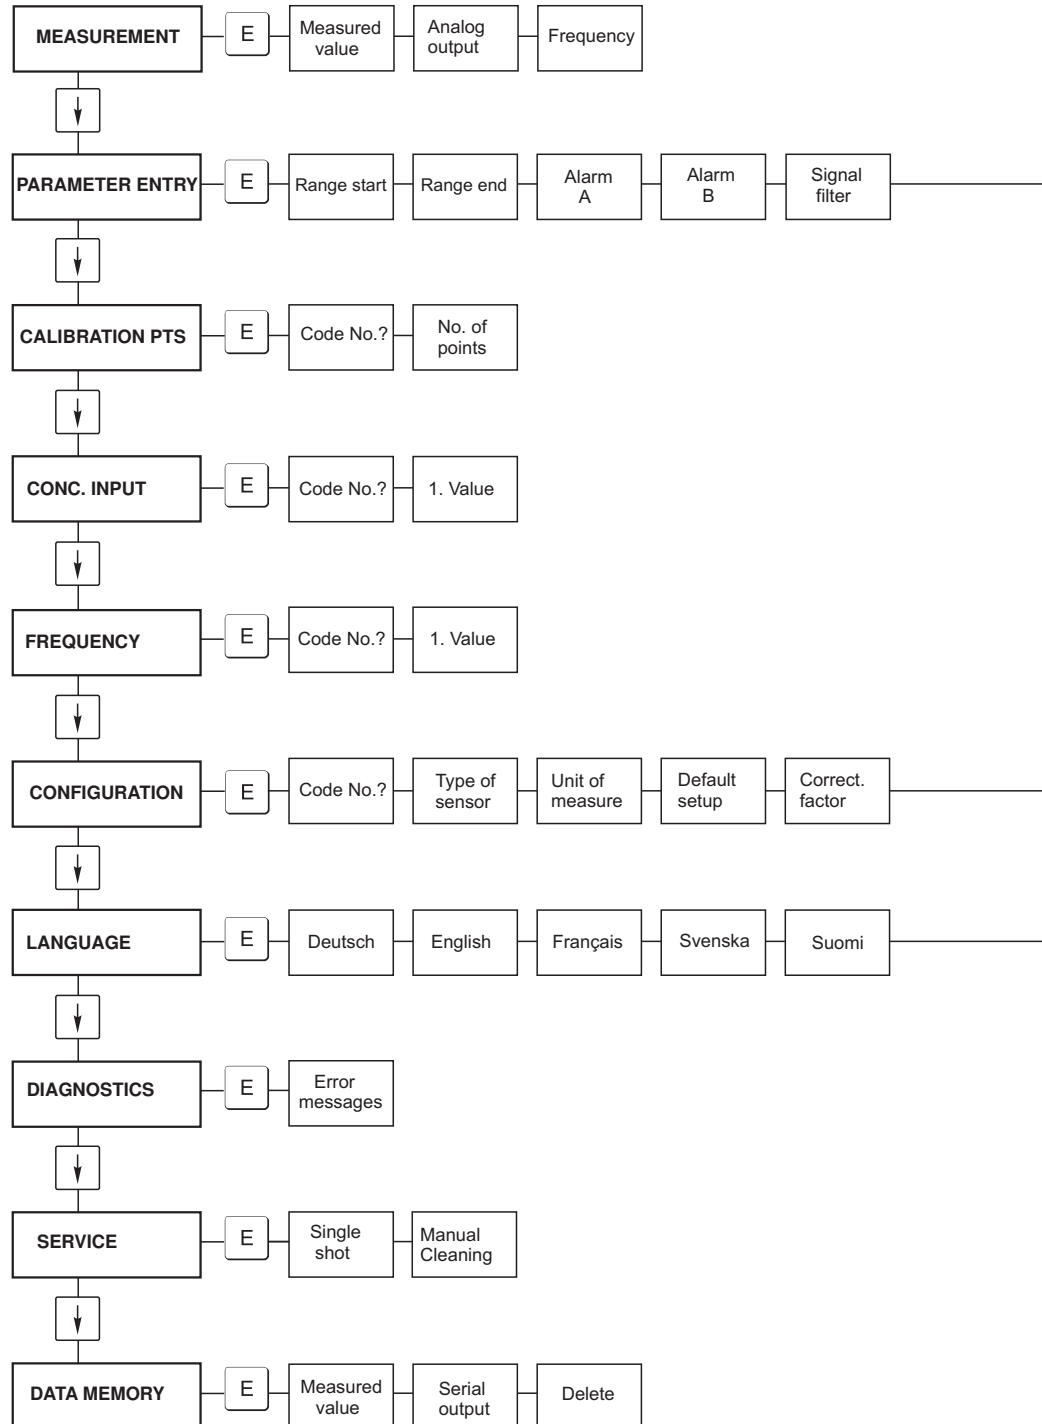 MEASUREMENT
E
Measured
value
Analog
output
Frequency
PARAMETER ENTRY
E
Range start
Range end
Alarm
A
Alarm
B
Signal
filter
CALIBRATION PTS
E
Code No.?
No. of
points
CONC. INPUT
E
Code No.?
1. Value
FREQUENCY
E
Code No.?
1. Value
CONFIGURATION
E
Code No.?
Type of
sensor
Unit of
measure
Default
setup
Correct.
factor
LANGUAGE
E
Deutsch
English
Français
Svenska
Suomi
DIAGNOSTICS
E
Error
messages
SERVICE
E
Single
shot
Manual
Cleaning
DATA MEMORY
E
Measured
value
Serial
output
Delete